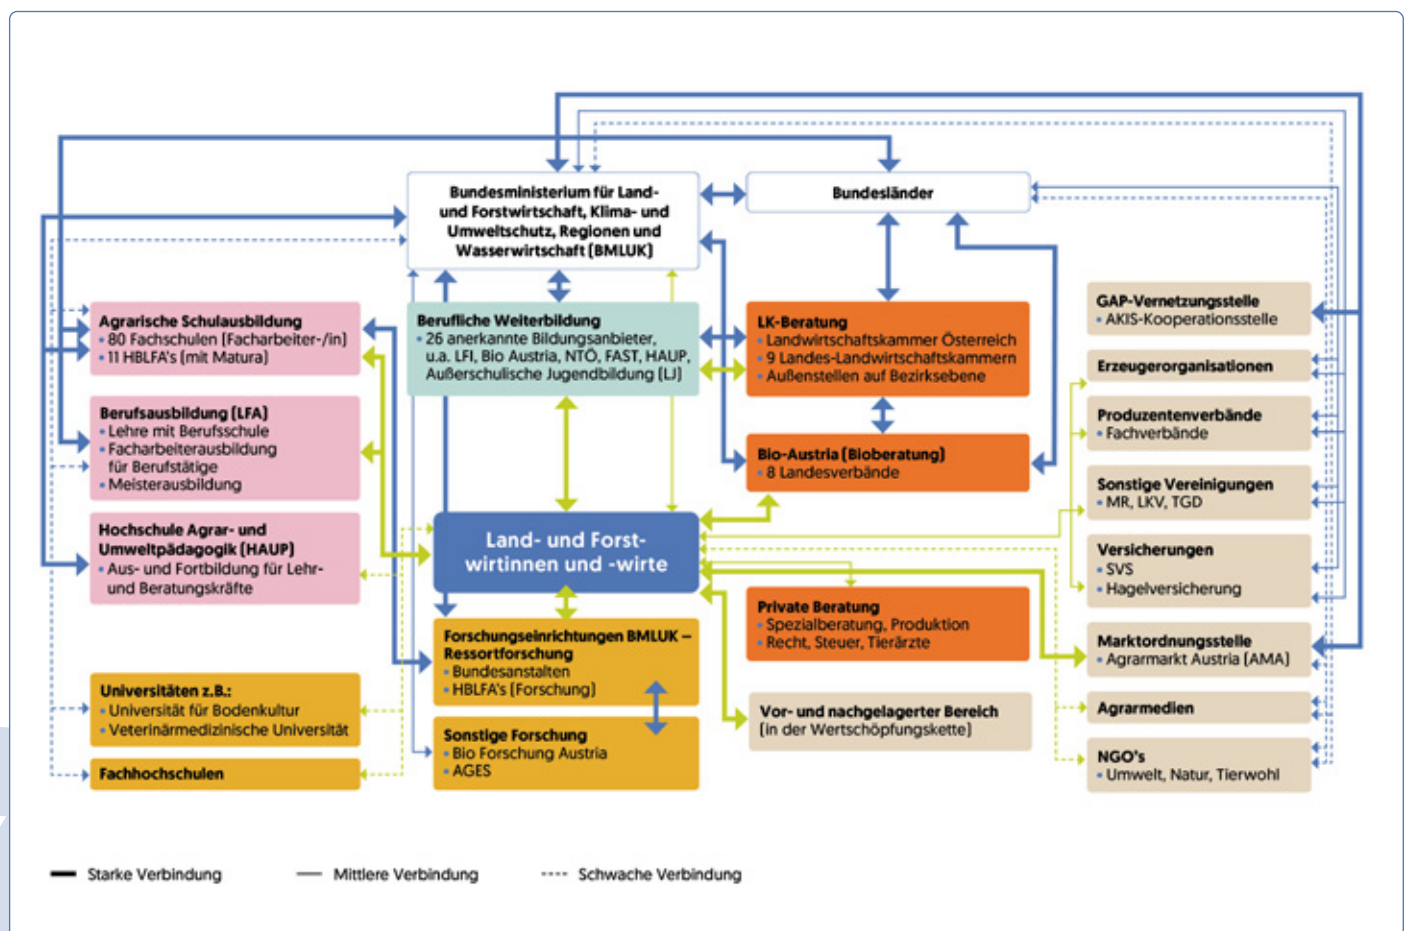 Bundesministerium für Land-
und Forstwirtschaft, Klima- und
Umweltschutz, Regionen und
Wasserwirtschaft (BMLUK)
Bundesländer
Agrarische Schulausbildung
• 80 Fachschulen (Facharbeiter-/in)
• 11 HBLFA's (mit Matura)
Berufsausbildung (LFA)
• Lehre mit Berufsschule
• Facharbeiterausbildung
für Berufstätige
• Meisterausbildung
Hochschule Agrar- und
Umweltpädagogik (HAUP)
• Aus- und Fortbildung für Lehr-
und Beratungskräfte
Universitäten z.B.:
• Universität für Bodenkultur
• Veterinärmedizinische Universität
Fachhochschulen
Berufliche Weiterbildung
• 26 anerkannte Bildungsanbieter,
u.a. LFI, Bio Austria, NTÖ, FAST, HAUP,
Außerschulische Jugendbildung (LJ)
Land- und Forst-
wirtinnen und -wirte
Forschungseinrichtungen BMLUK –
Ressortforschung
• Bundesanstalten
• HBLFA's (Forschung)
Sonstige Forschung
• Bio Forschung Austria
• AGES
LK-Beratung
• Landwirtschaftskammer Österreich
• 9 Landes-Landwirtschaftskammern
• Außenstellen auf Bezirksebene
Bio-Austria (Bioberatung)
• 8 Landesverbände
Private Beratung
• Spezialberatung, Produktion
• Recht, Steuer, Tierärzte
Vor- und nachgelagerter Bereich
(in der Wertschöpfungskette)
GAP-Vernetzungsstelle
• AKIS-Kooperationsstelle
Erzeugerorganisationen
Produzentenverbände
• Fachverbände
Sonstige Vereinigungen
• MR, LKV, TGD
Versicherungen
• SVS
• Hagelversicherung
Marktordnungsstelle
• Agrarmarkt Austria (AMA)
Agrarmedien
NGO's
• Umwelt, Natur, Tierwohl
Starke Verbindung
Mittlere Verbindung
Schwache Verbindung